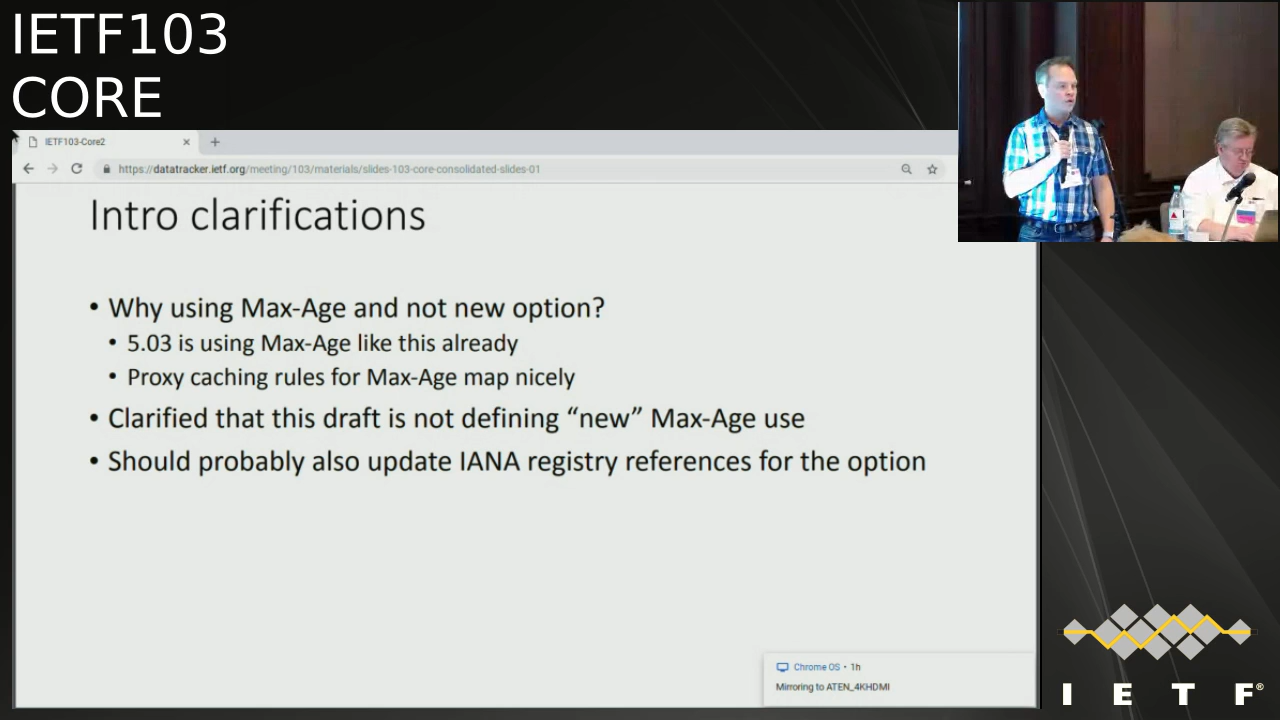 IETF103
CORE
IETF103-Core2
https://datatracker.ietf.org/meeting/103/materials/slides-103-core-consolidated-slides-01
Intro clarifications
• Why using Max-Age and not new option?
• 5.03 is using Max-Age like this already
• Proxy caching rules for Max-Age map nicely
• Clarified that this draft is not defining “new” Max-Age use
• Should probably also update IANA registry references for the option
Chrome OS • 1h
Mirroring to ATEN_4KHDMI
I E T F®